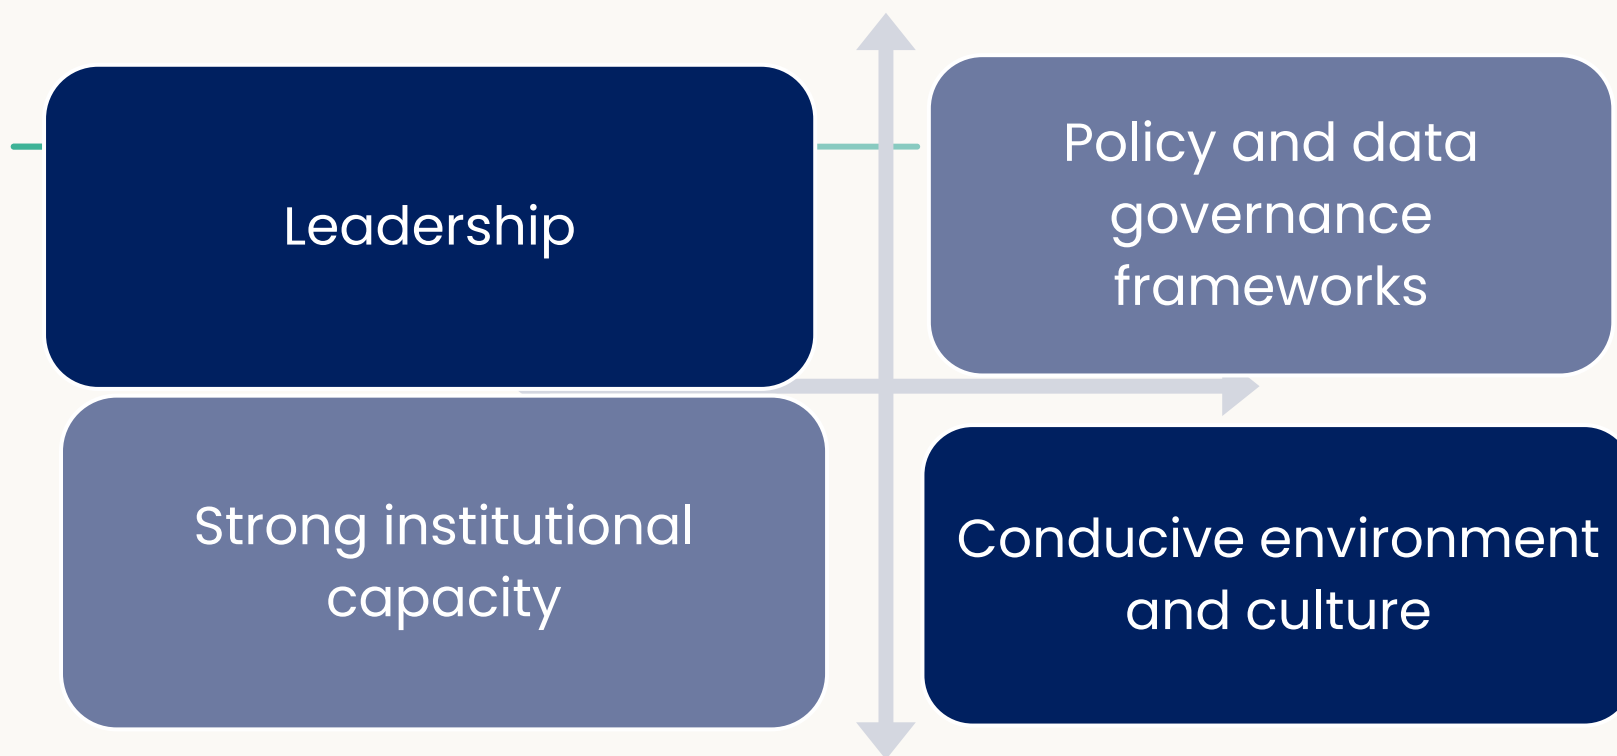 Leadership
Policy and data
governance
frameworks
Strong institutional
capacity
Conducive environment
and culture